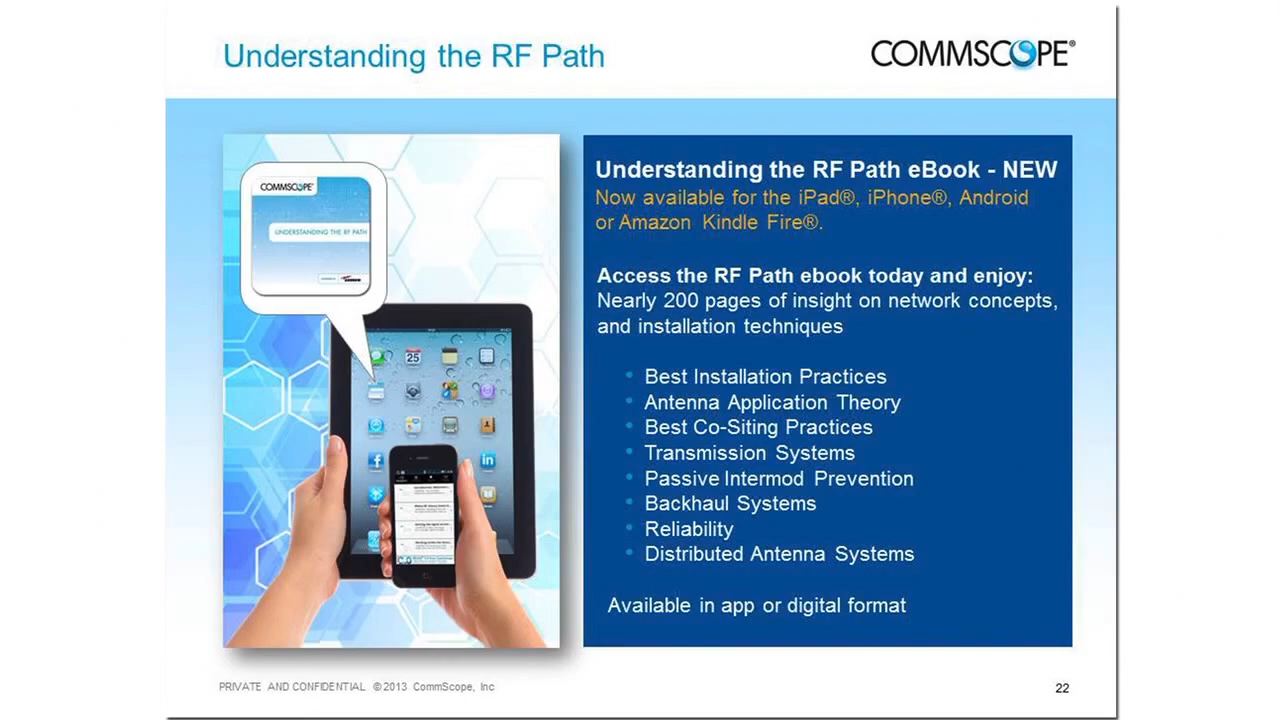 Understanding the RF Path
COMMSCOPE®
COMMSCOPE®
UNDERSTANDING THE RF PATH
25
Understanding the RF Path eBook - NEW
Now available for the iPad®, iPhone®, Android
or Amazon Kindle Fire®.
Access the RF Path ebook today and enjoy:
Nearly 200 pages of insight on network concepts,
and installation techniques
• Best Installation Practices
• Antenna Application Theory
• Best Co-Siting Practices
• Transmission Systems
• Passive Intermod Prevention
• Backhaul Systems
• Reliability
• Distributed Antenna Systems
Available in app or digital format
PRIVATE AND CONFIDENTIAL © 2013 CommScope, Inc
22